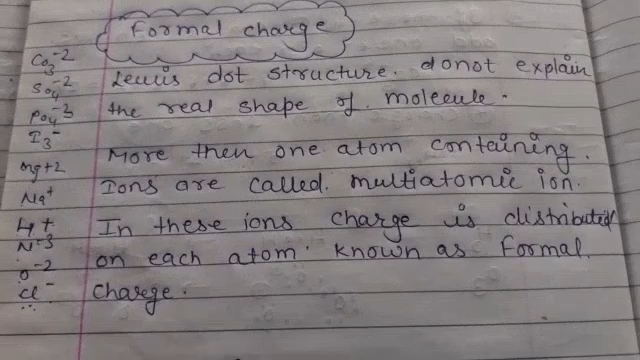 Formal charge
CO3-2
SO4-2
PO4-3
I3-
Mg+2
Na+
H+
N-3
O-2
Cl-
Lewis dot structure. donot explain
the real shape of molecule.
More then one atom containing.
Ions are called. multiatomic ion.
In these ions charge is distributed
on each atom known as formal.
charge.